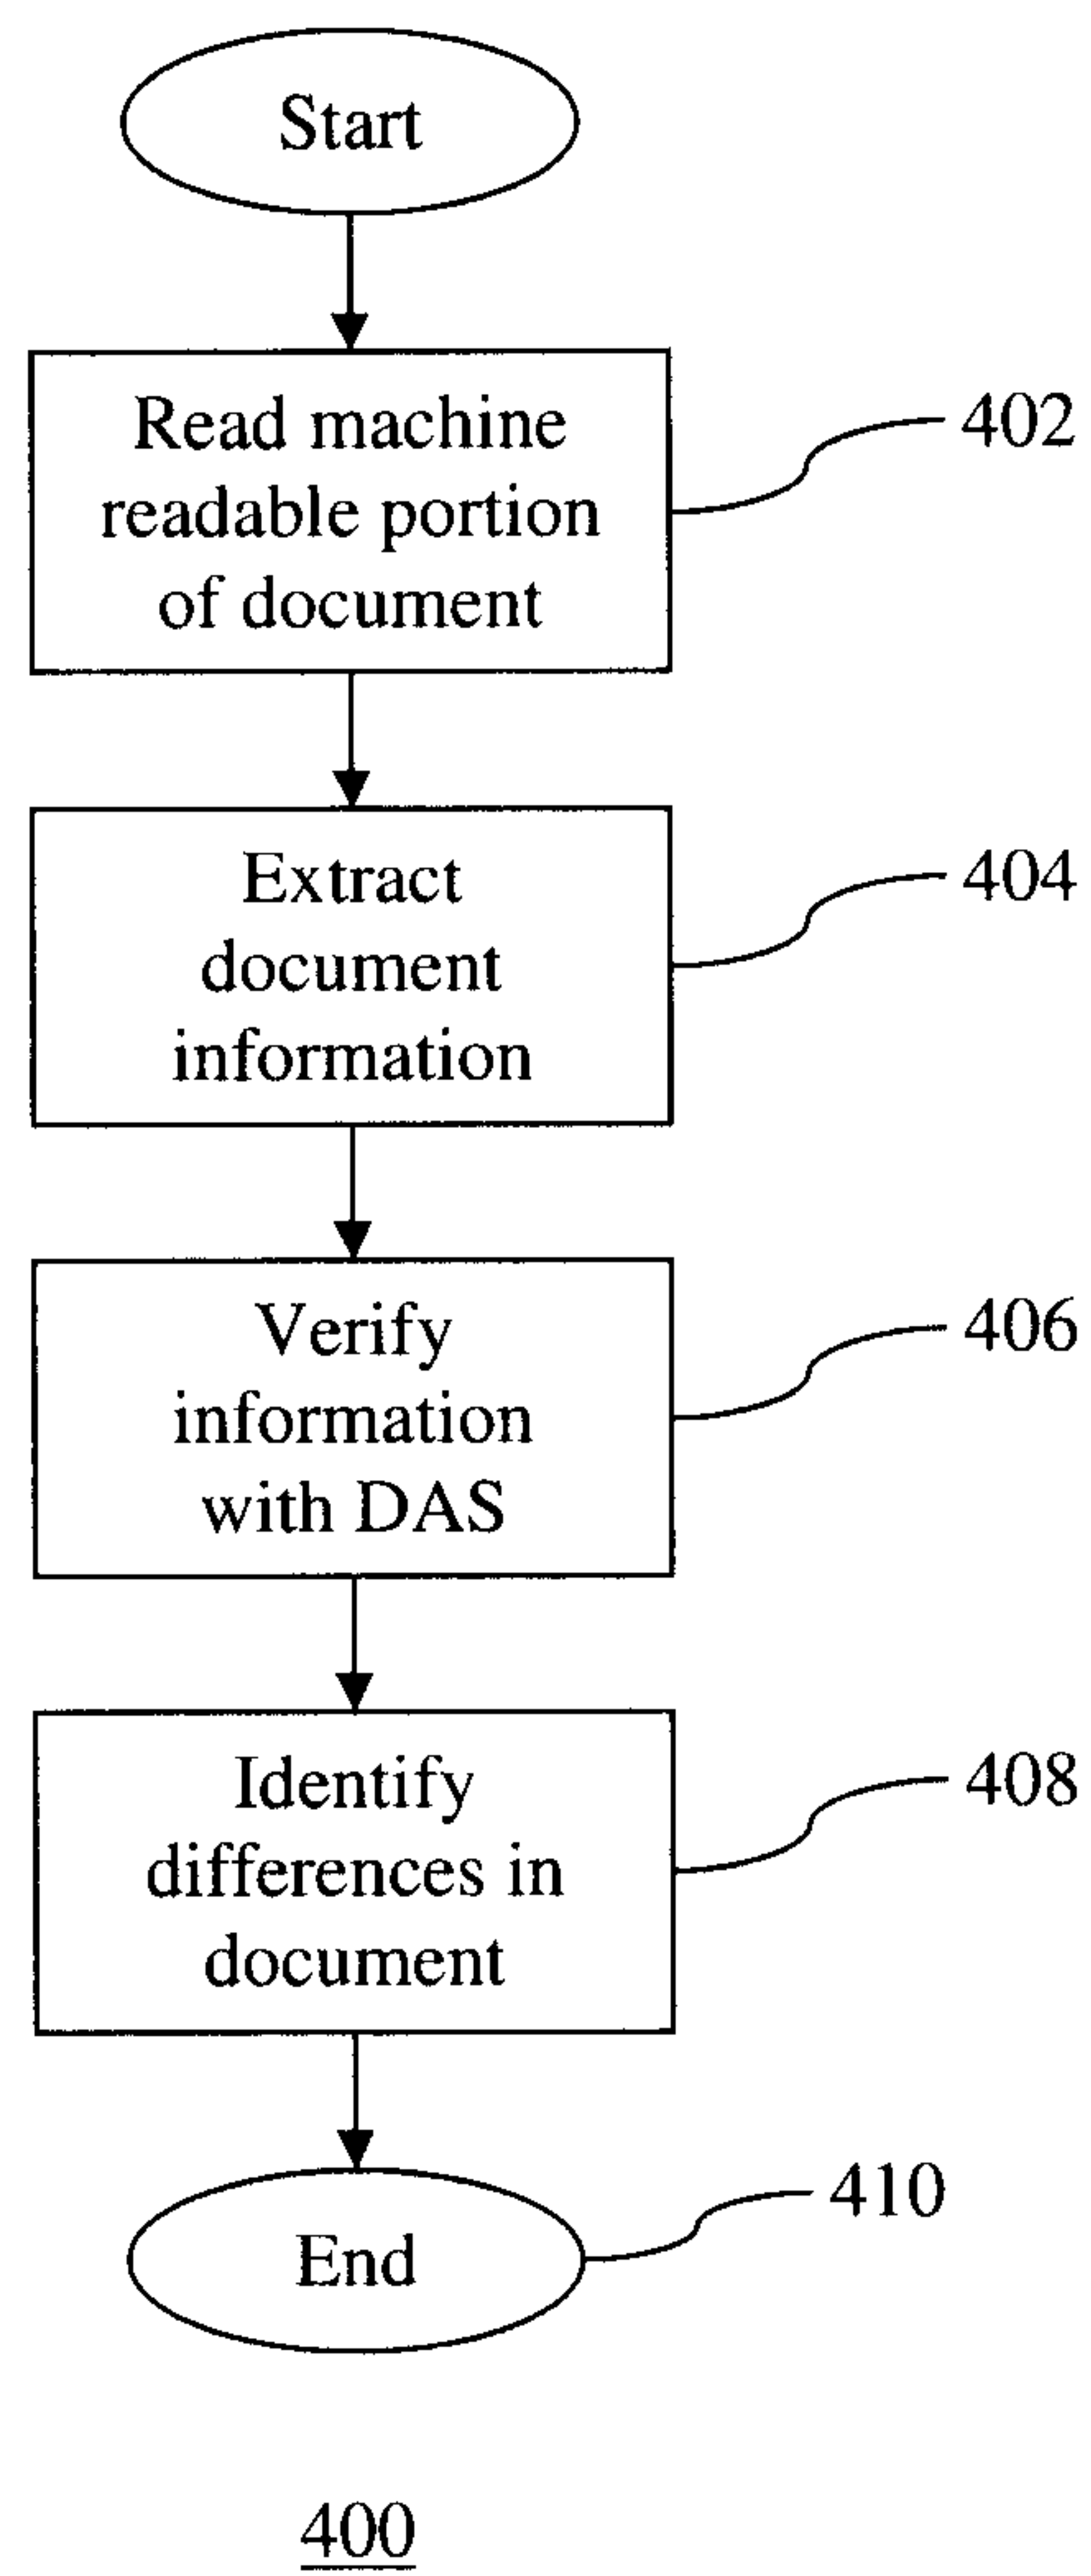 Start
Read machine
readable portion
of document
402
Extract
document
information
404
Verify
information
with DAS
406
Identify
differences in
document
408
End
410
400